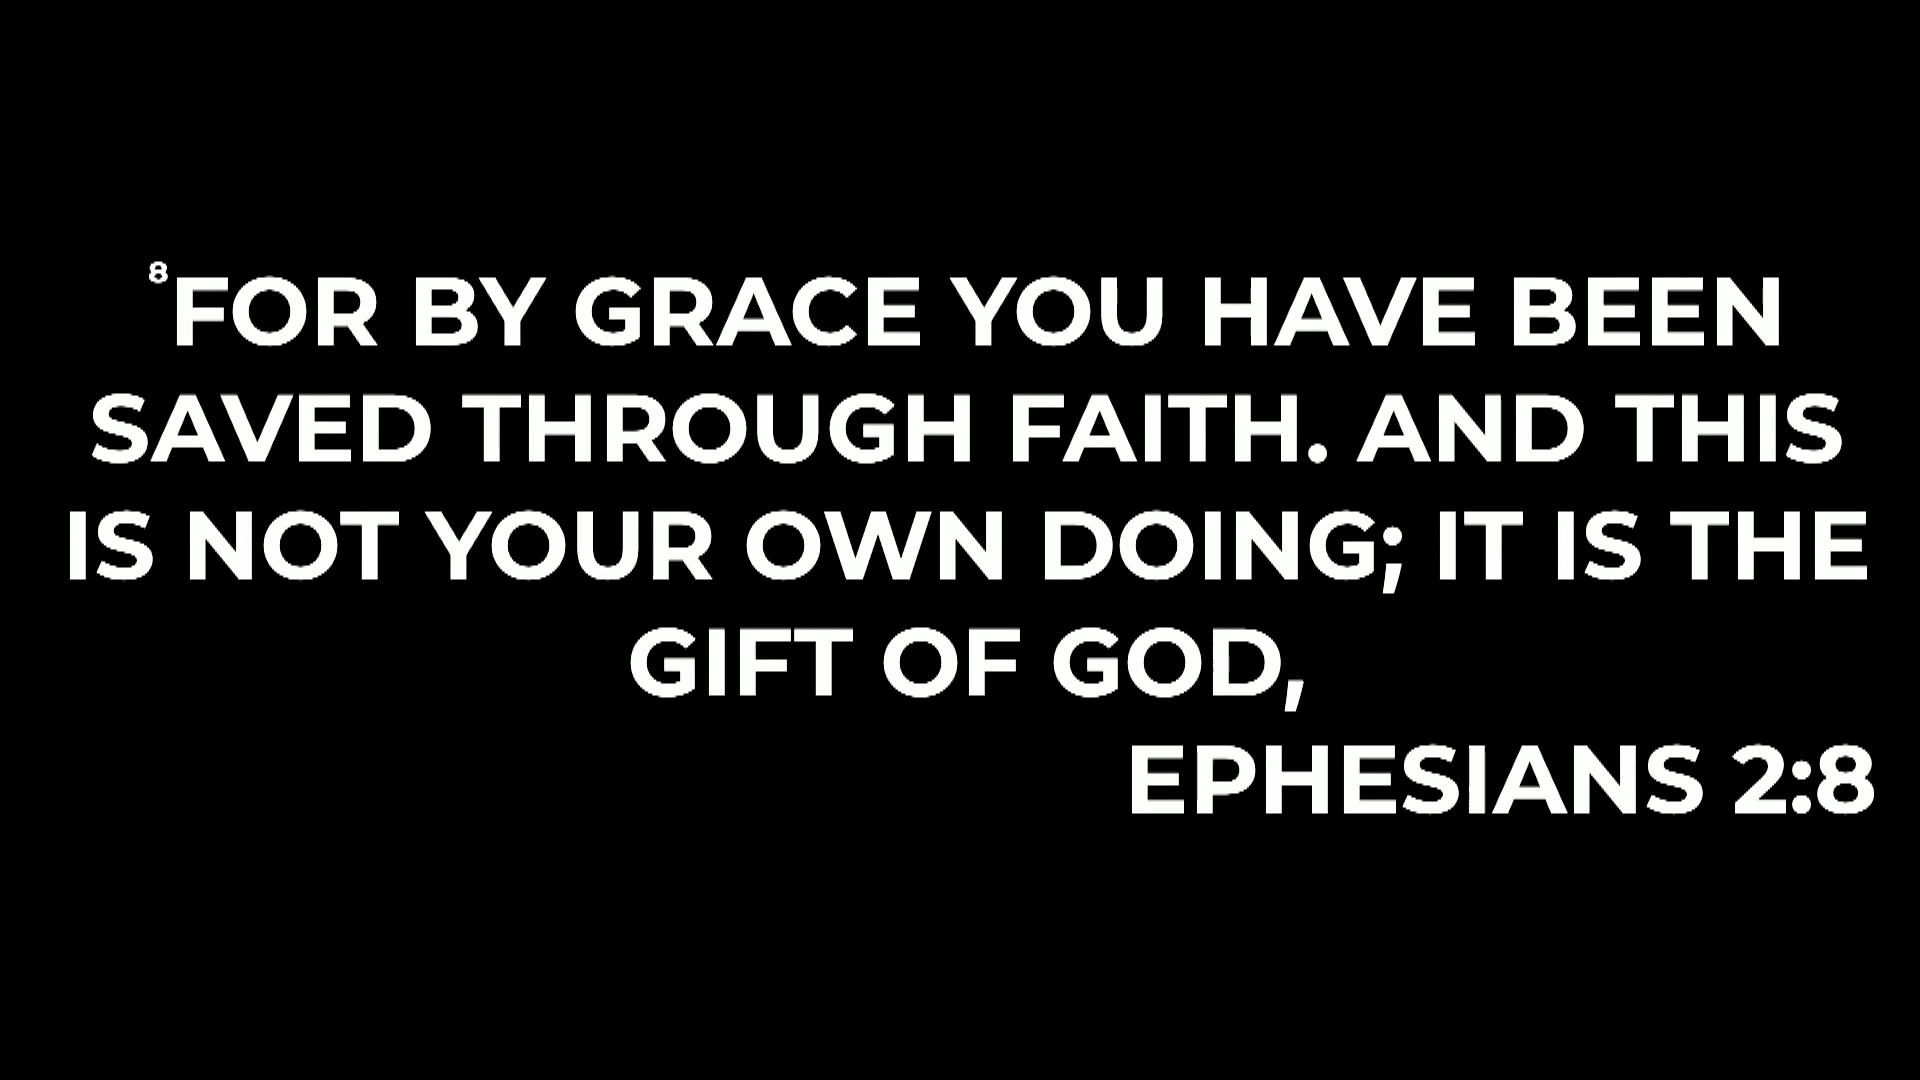 ⁸FOR BY GRACE YOU HAVE BEEN
SAVED THROUGH FAITH. AND THIS
IS NOT YOUR OWN DOING; IT IS THE
GIFT OF GOD,
EPHESIANS 2:8